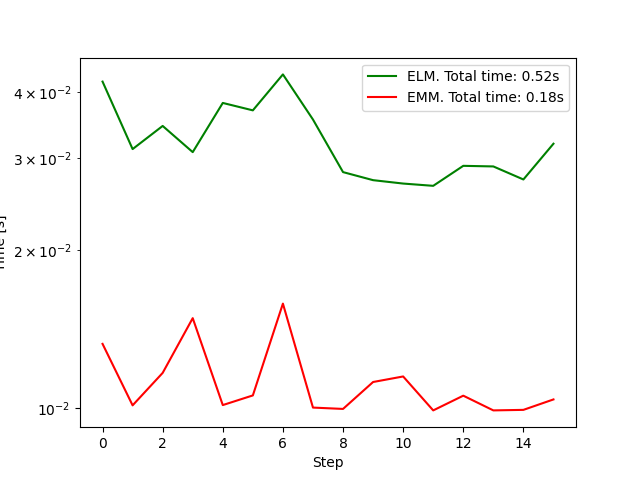 ELM. Total time: 0.52s
EMM. Total time: 0.18s
4 × 10⁻²
3 × 10⁻²
2 × 10⁻²
10⁻²
[s]
0 2 4 6 8 10 12 14
Step